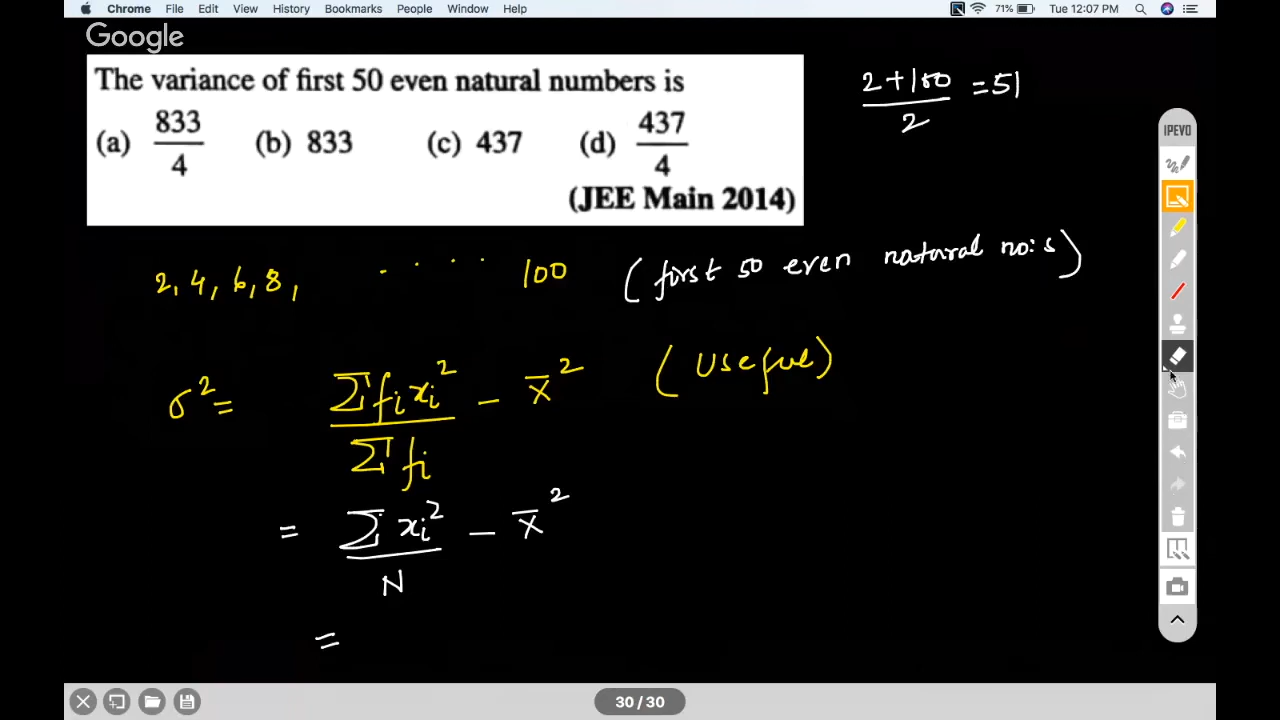 Chrome File Edit View History Bookmarks People Window Help 71% Tue 12:07 PM
Google
The variance of first 50 even natural numbers is
(a) 833/4 (b) 833 (c) 437 (d) 437/4
(JEE Main 2014)
2+100/2 = 51
IPEVO
2, 4, 6, 8, . . . . 100 (first 50 even natural no:s)
σ² = Σfixi²/Σfi - x̄² (Useful)
= Σxi²/N - x̄²
=
30 / 30